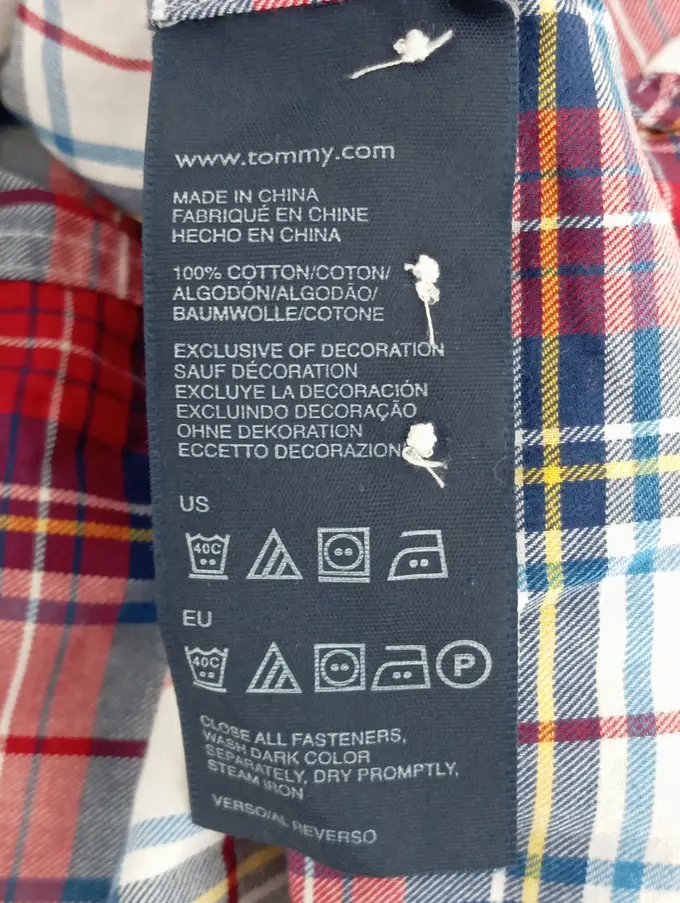 www.tommy.com
MADE IN CHINA
FABRIQUÉ EN CHINE
HECHO EN CHINA
100% COTTON/COTON/
ALGODÓN/ALGODÃO/
BAUMWOLLE/COTONE
EXCLUSIVE OF DECORATION
SAUF DÉCORATION
EXCLUYE LA DECORACIÓN
EXCLUINDO DECORAÇÃO
OHNE DEKORATION
ECCETTO DECORAZION
US
40C
EU
40C P
CLOSE ALL FASTENERS,
WASH DARK COLOR
SEPARATELY, DRY PROMPTLY,
STEAM IRON
VERSO/AL REVERSO